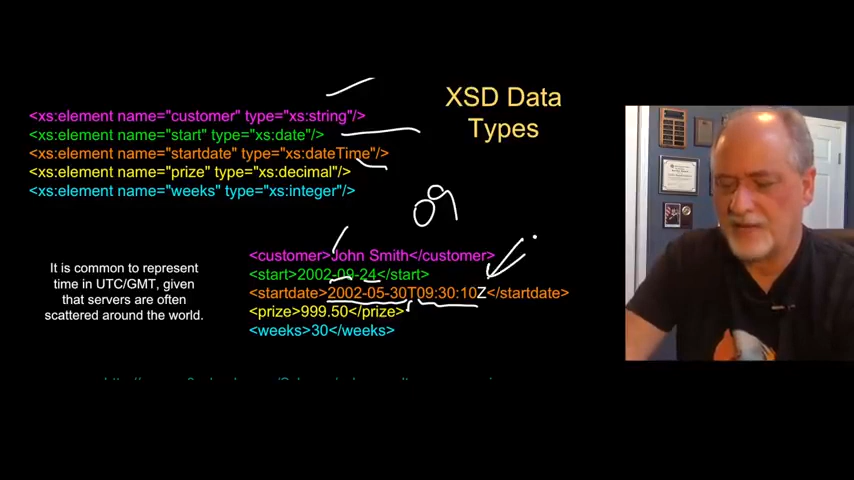 XSD Data
Types
<xs:element name="customer" type="xs:string"/>
<xs:element name="start" type="xs:date"/>
<xs:element name="startdate" type="xs:dateTime"/>
<xs:element name="prize" type="xs:decimal"/>
<xs:element name="weeks" type="xs:integer"/>
09
It is common to represent
time in UTC/GMT, given
that servers are often
scattered around the world.
<customer>John Smith</customer>
<start>2002-09-24</start>
<startdate>2002-05-30T09:30:10Z</startdate>
<prize>999.50</prize>
<weeks>30</weeks>